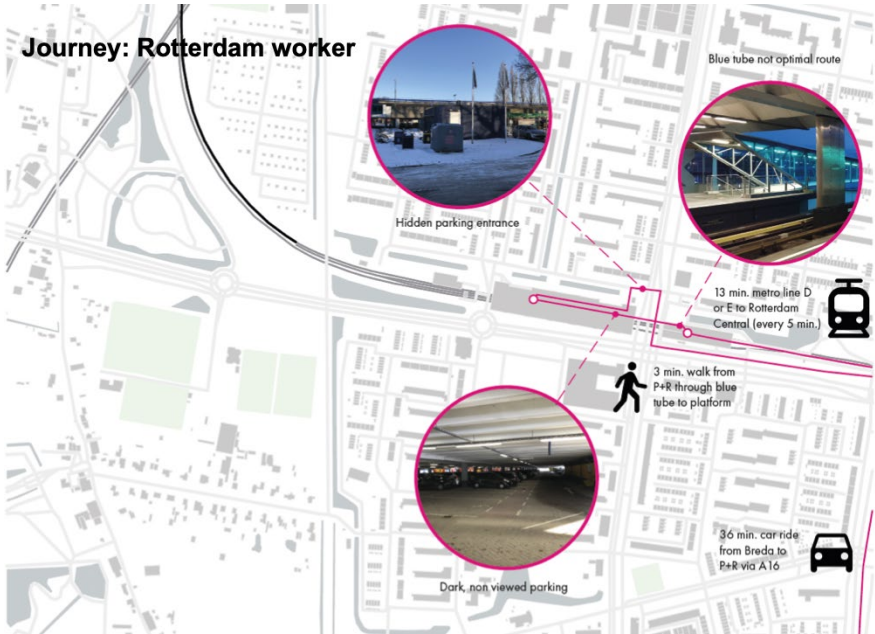 Journey: Rotterdam worker
Blue tube not optimal route
Hidden parking entrance
13 min. metro line D
or E to Rotterdam
Central (every 5 min.)
3 min. walk from
P+R through blue
tube to platform
36 min. car ride
from Breda to
P+R via A16
Dark, non viewed parking